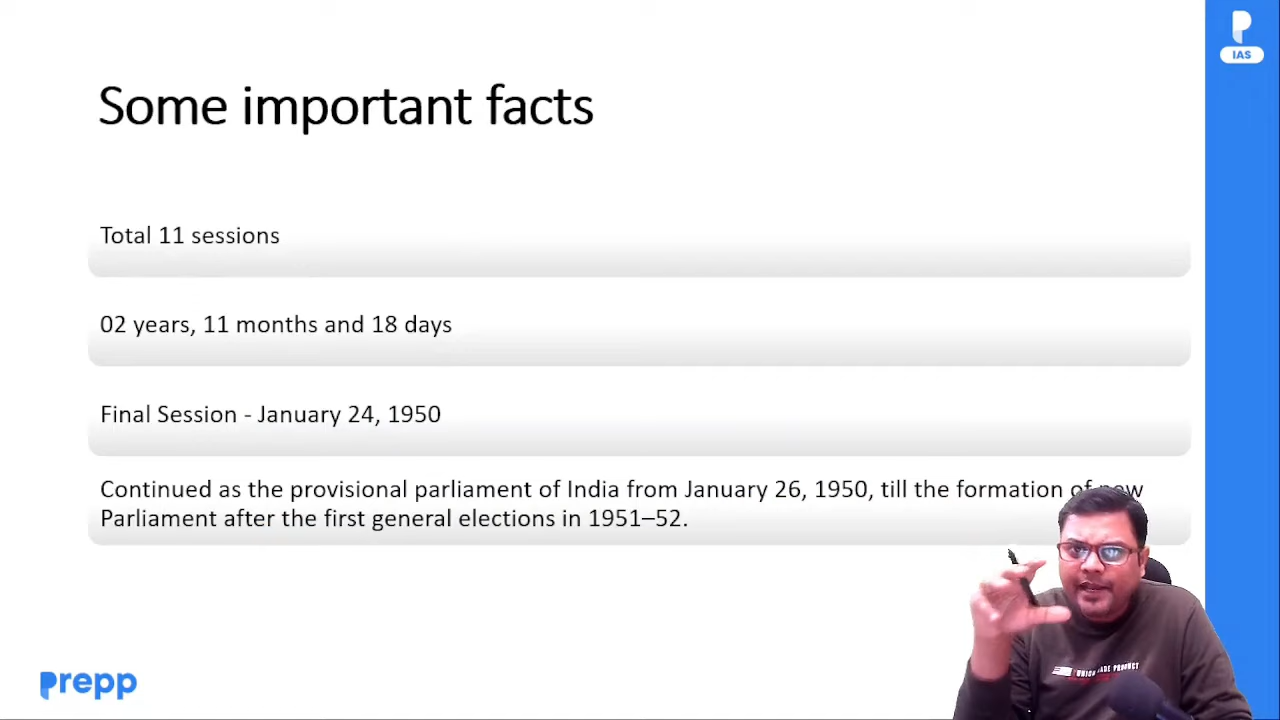 IAS
Some important facts
Total 11 sessions
02 years, 11 months and 18 days
Final Session - January 24, 1950
Continued as the provisional parliament of India from January 26, 1950, till the formation of new
Parliament after the first general elections in 1951–52.
prepp